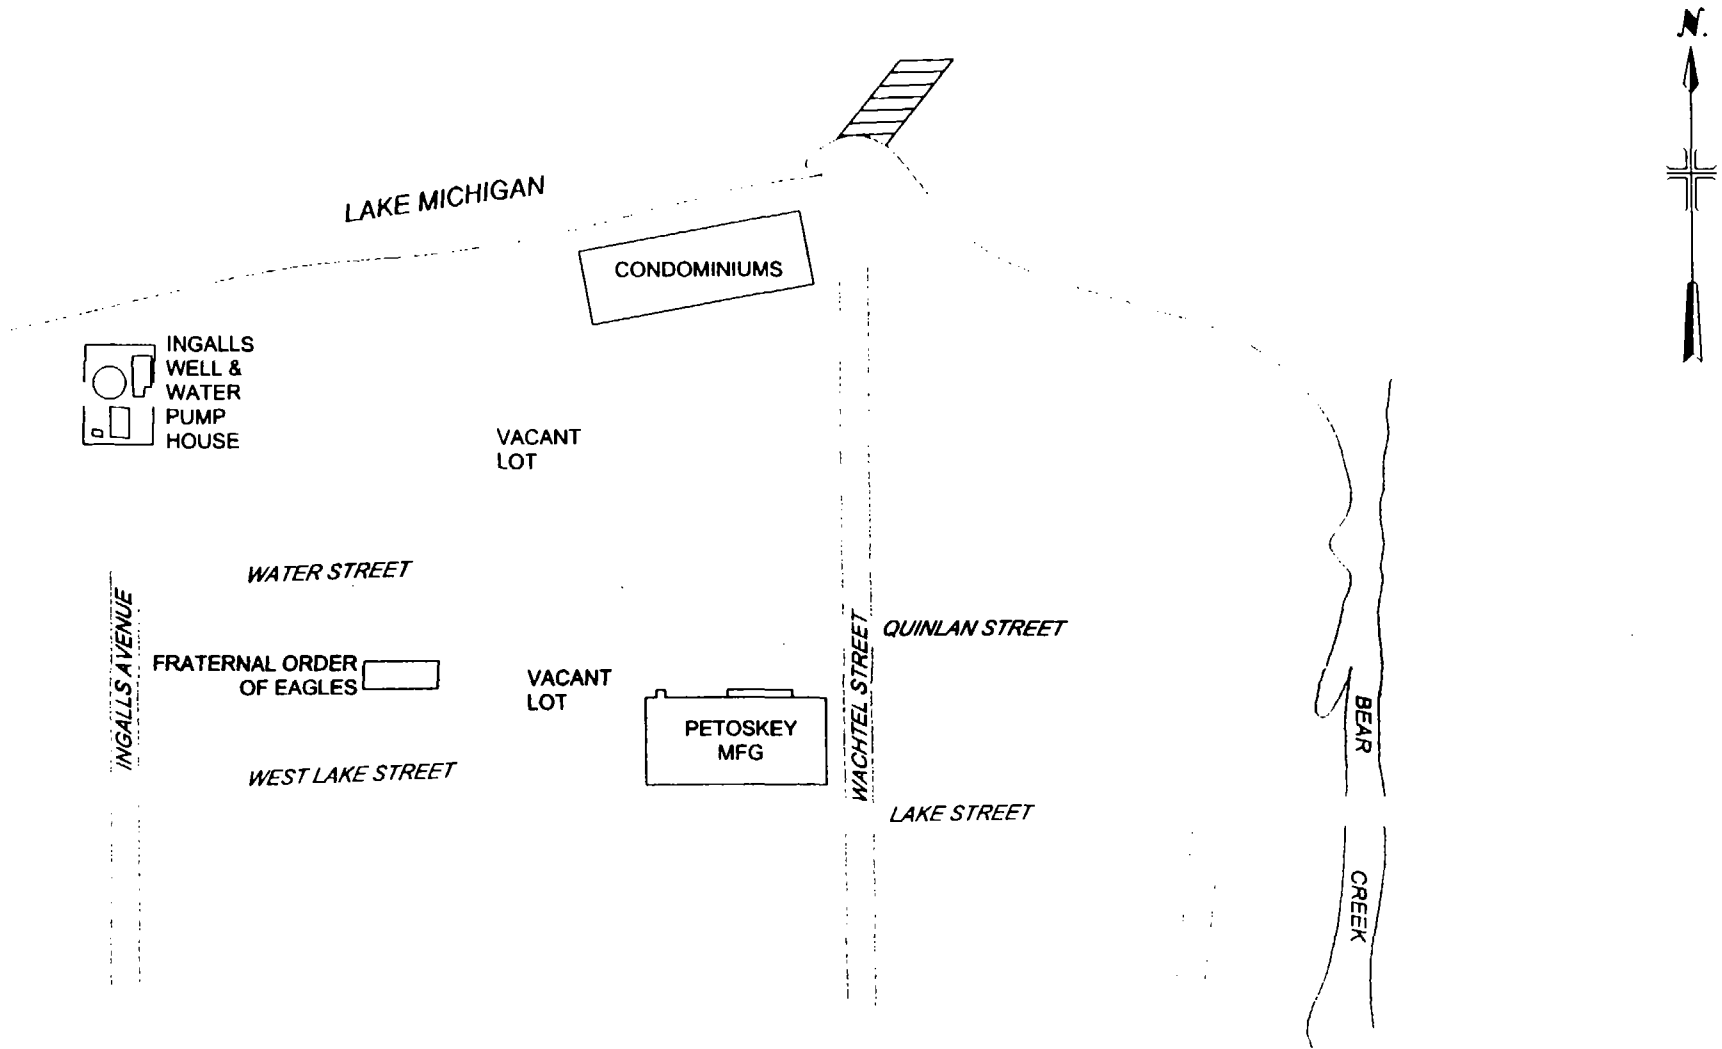 N.
LAKE MICHIGAN
CONDOMINIUMS
INGALLS
WELL &
WATER
PUMP
HOUSE
VACANT
LOT
WATER STREET
INGALLS AVENUE
QUINLAN STREET
WACHTEL STREET
FRATERNAL ORDER
OF EAGLES
VACANT
LOT
PETOSKEY
MFG
BEAR
WEST LAKE STREET
LAKE STREET
CREEK